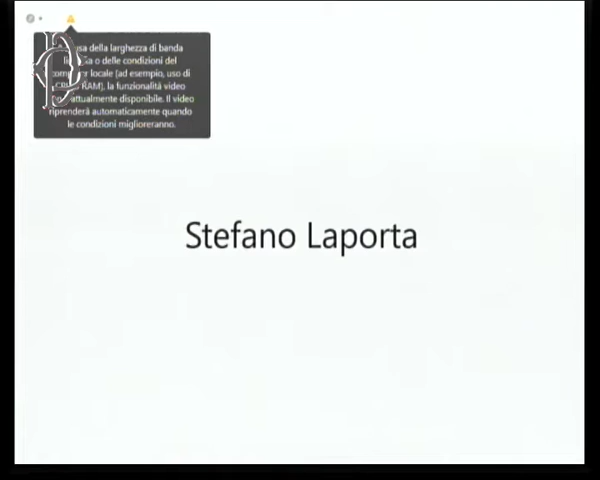 usa della larghezza di banda
o delle condizioni del
locale (ad esempio, uso di
RAM), la funzionalità video
attualmente disponibile. Il video
riprenderà automaticamente quando
le condizioni miglioreranno.
Stefano Laporta